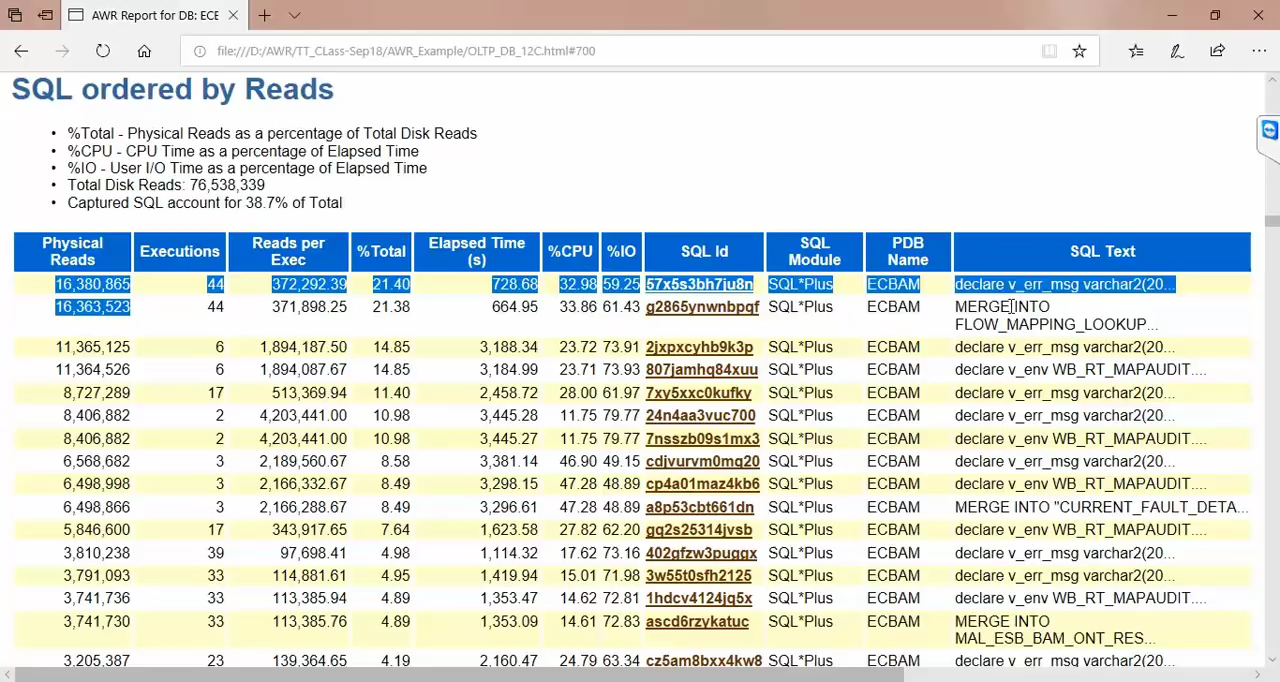 AWR Report for DB: ECE
file:///D:/AWR/TT_CLass-Sep18/AWR_Example/OLTP_DB_12C.html#700
SQL ordered by Reads
• %Total - Physical Reads as a percentage of Total Disk Reads
• %CPU - CPU Time as a percentage of Elapsed Time
• %IO - User I/O Time as a percentage of Elapsed Time
• Total Disk Reads: 76,538,339
• Captured SQL account for 38.7% of Total
Physical Reads Executions Reads per Exec %Total Elapsed Time (s) %CPU %IO SQL Id SQL Module PDB Name SQL Text
16,380,865 44 372,292.39 21.40 728.68 32.98 59.25 57x5s3bh7ju8n SQL*Plus ECBAM declare v_err_msg varchar2(20...
16,363,523 44 371,898.25 21.38 664.95 33.86 61.43 g2865ynwnbpqf SQL*Plus ECBAM MERGE INTO
FLOW_MAPPING_LOOKUP...
11,365,125 6 1,894,187.50 14.85 3,188.34 23.72 73.91 2jxpxcyhb9k3p SQL*Plus ECBAM declare v_err_msg varchar2(20...
11,364,526 6 1,894,087.67 14.85 3,184.99 23.71 73.93 807jamhq84xuu SQL*Plus ECBAM declare v_env WB_RT_MAPAUDIT....
8,727,289 17 513,369.94 11.40 2,458.72 28.00 61.97 7xy5xxc0kufky SQL*Plus ECBAM declare v_err_msg varchar2(20...
8,406,882 2 4,203,441.00 10.98 3,445.28 11.75 79.77 24n4aa3vuc700 SQL*Plus ECBAM declare v_err_msg varchar2(20...
8,406,882 2 4,203,441.00 10.98 3,445.27 11.75 79.77 7nsszb09s1mx3 SQL*Plus ECBAM declare v_env WB_RT_MAPAUDIT....
6,568,682 3 2,189,560.67 8.58 3,381.14 46.90 49.15 cdjvurvm0mq20 SQL*Plus ECBAM declare v_err_msg varchar2(20...
6,498,998 3 2,166,332.67 8.49 3,298.15 47.28 48.89 cp4a01maz4kb6 SQL*Plus ECBAM declare v_env WB_RT_MAPAUDIT....
6,498,866 3 2,166,288.67 8.49 3,296.61 47.28 48.89 a8p53cbt661dn SQL*Plus ECBAM MERGE INTO "CURRENT_FAULT_DETA...
5,846,600 17 343,917.65 7.64 1,623.58 27.82 62.20 gq2s25314jvsb SQL*Plus ECBAM declare v_env WB_RT_MAPAUDIT....
3,810,238 39 97,698.41 4.98 1,114.32 17.62 73.16 402qfzw3puqqx SQL*Plus ECBAM declare v_err_msg varchar2(20...
3,791,093 33 114,881.61 4.95 1,419.94 15.01 71.98 3w55t0sfh2125 SQL*Plus ECBAM declare v_err_msg varchar2(20...
3,741,736 33 113,385.94 4.89 1,353.47 14.62 72.81 1hdcv4124jq5x SQL*Plus ECBAM declare v_env WB_RT_MAPAUDIT....
3,741,730 33 113,385.76 4.89 1,353.09 14.61 72.83 ascd6rzykatuc SQL*Plus ECBAM MERGE INTO
MAL_ESB_BAM_ONT_RES...
3,205,387 23 139,364.65 4.19 2,160.47 24.79 63.34 cz5am8bxx4kw8 SQL*Plus ECBAM declare v_err_msg varchar2(20...